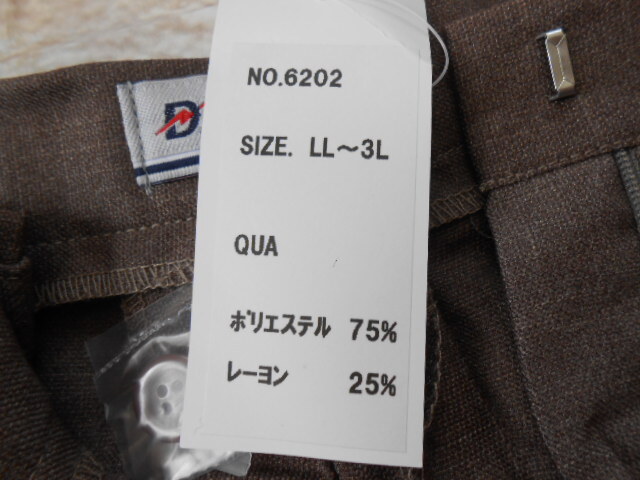 NO.6202
SIZE. LL～3L
QUA
ﾎﾟﾘｴｽﾃﾙ 75%
ﾚｰﾖﾝ 25%
D